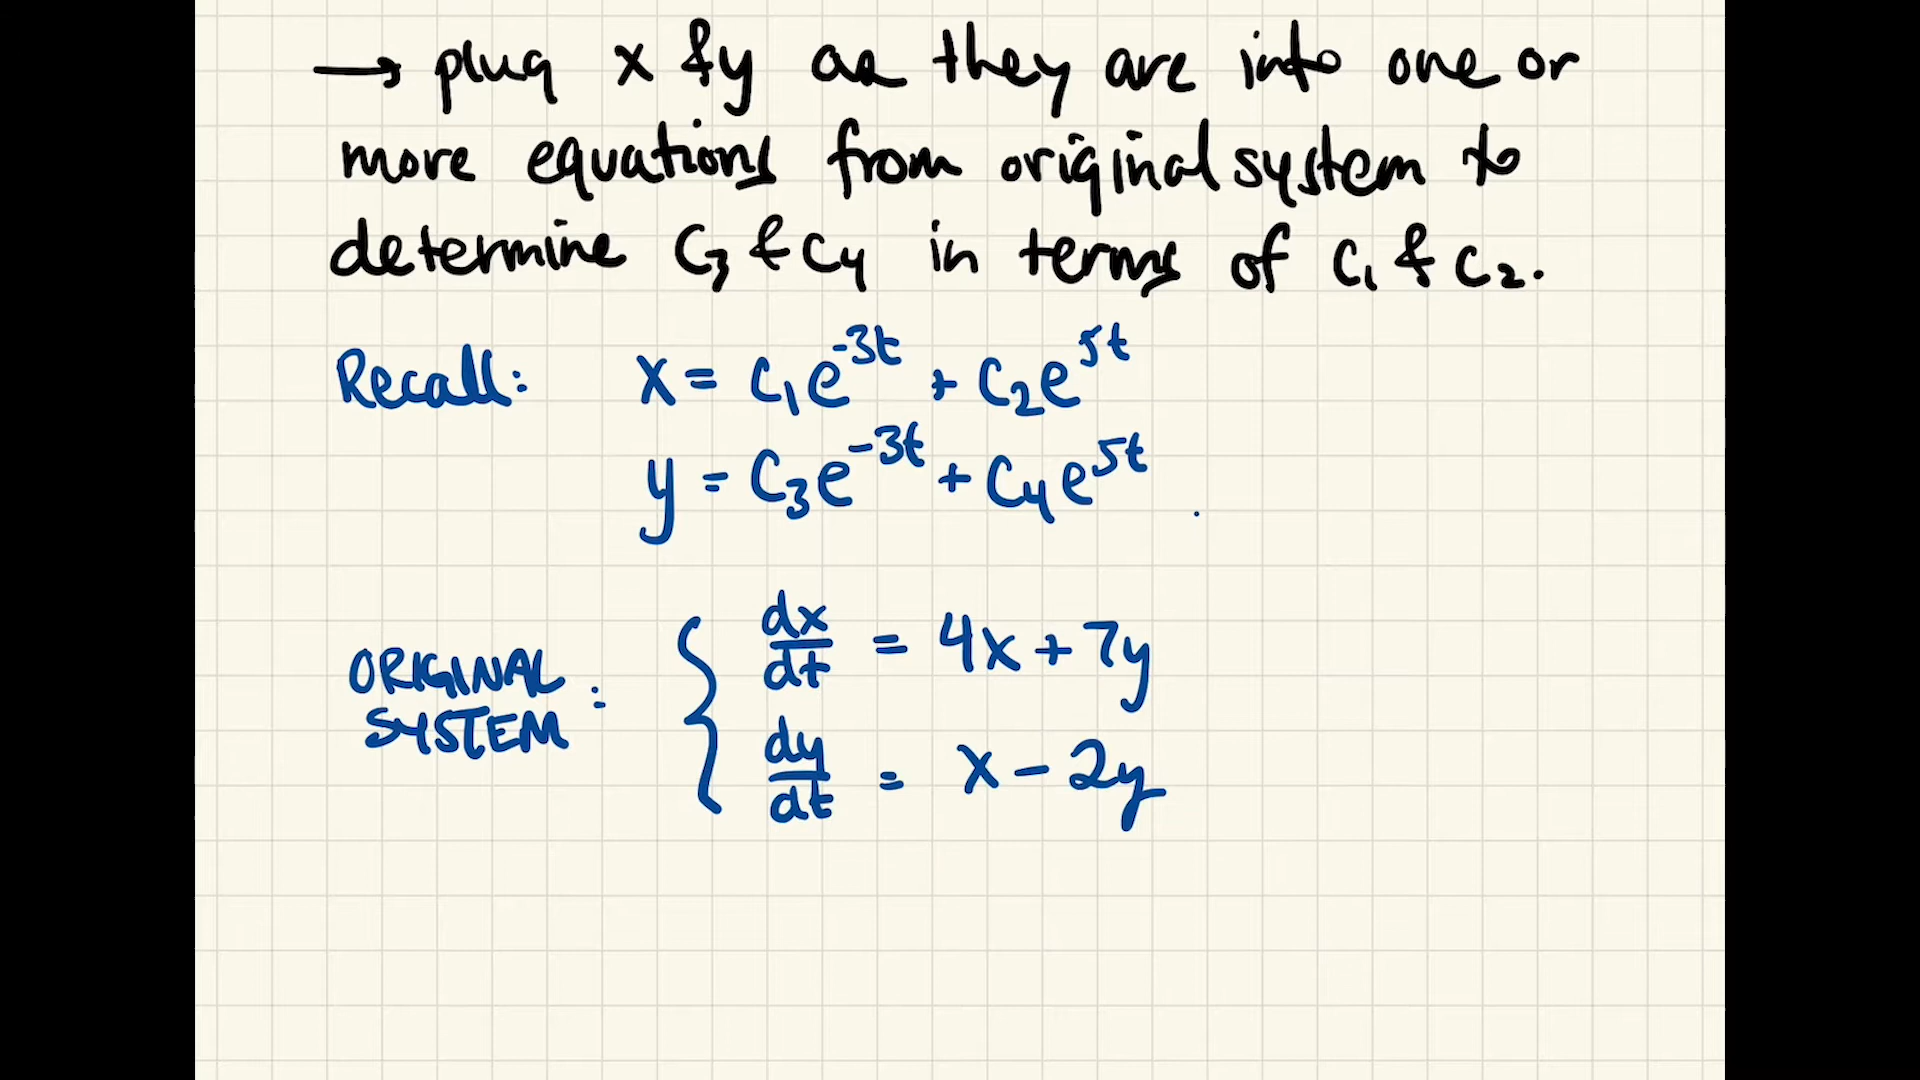 → plug x & y as they are into one or
more equations from original system to
determine C₃ & C₄ in terms of C₁ & C₂.
Recall: x = C₁e^{-3t} + C₂e^{5t}
y = C₃e^{-3t} + C₄e^{5t}
ORIGINAL SYSTEM : { dx/dt = 4x + 7y
dy/dt = x - 2y